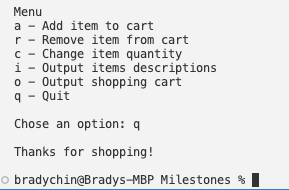 Menu
a - Add item to cart
r - Remove item from cart
c - Change item quantity
i - Output items descriptions
o - Output shopping cart
q - Quit
Chose an option: q
Thanks for shopping!
bradychin@Bradys-MBP Milestones %